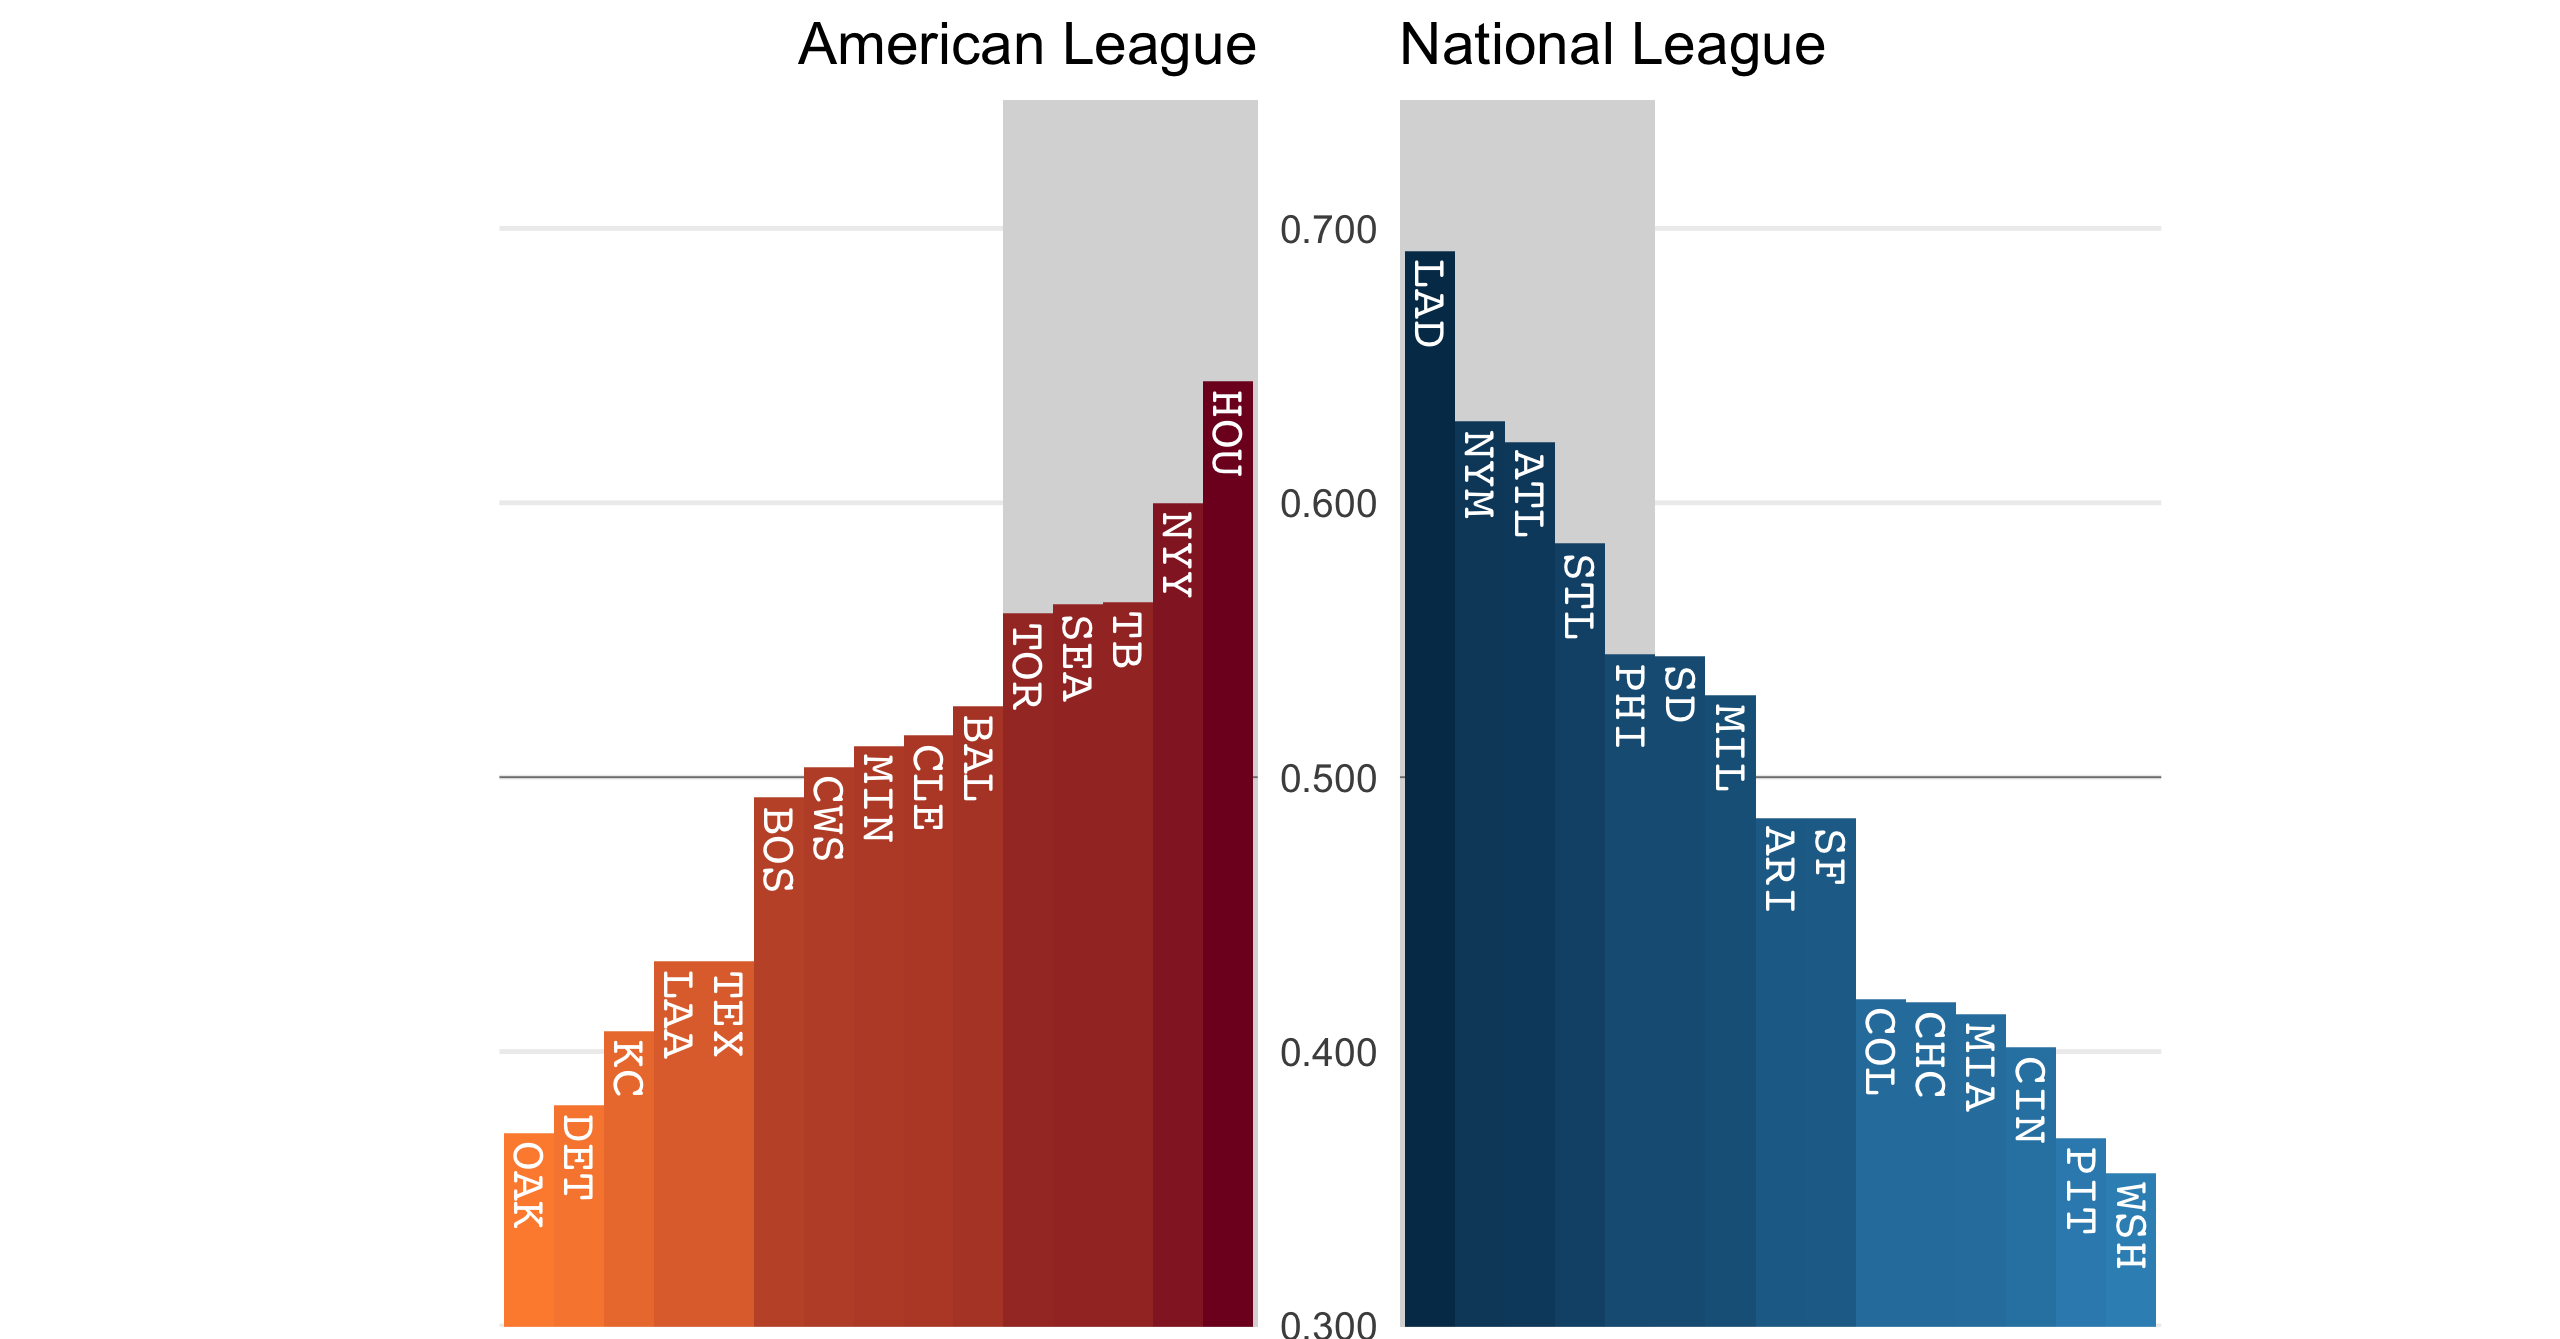 American League
National League
0.700
0.600
0.500
0.400
0.300
OAK
DET
KC
LAA
TEX
BOS
CWS
MIN
CLE
BAL
TOR
SEA
TB
NYY
HOU
LAD
NYM
ATL
STL
PHI
SD
MIL
ARI
SF
COL
CHC
MIA
CIN
PIT
WSH